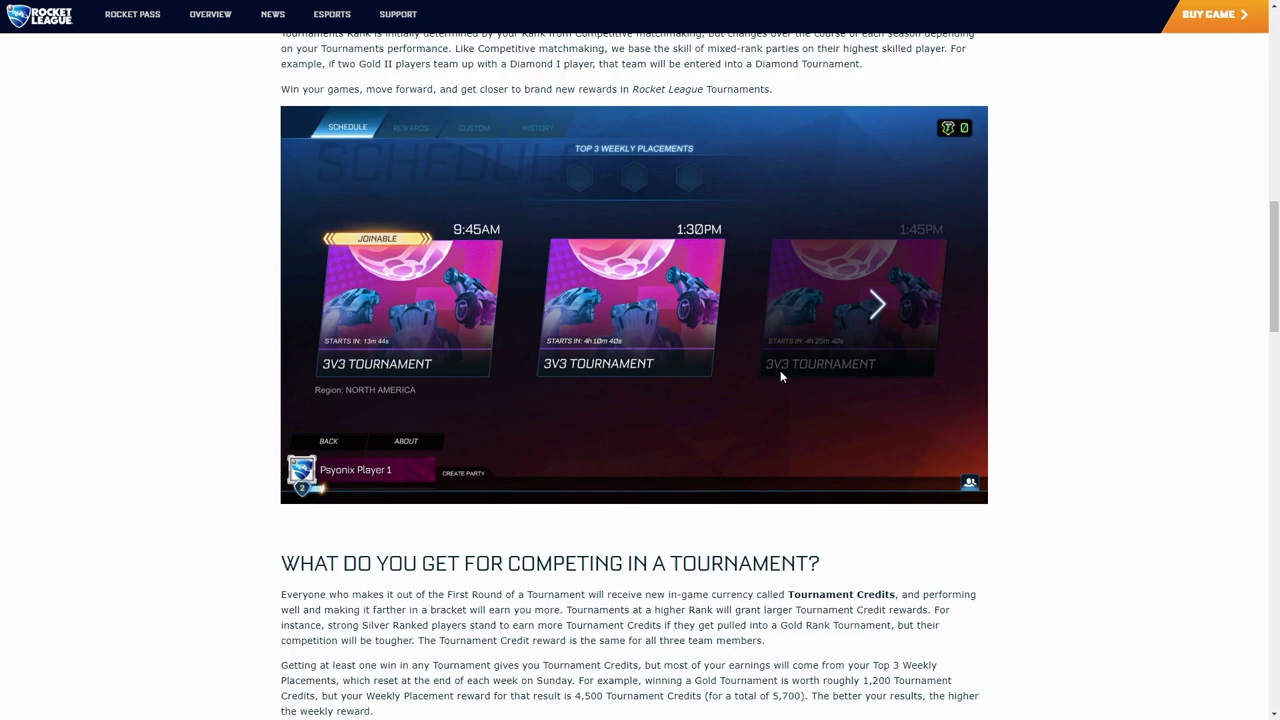 ROCKET LEAGUE
ROCKET PASS
OVERVIEW
NEWS
ESPORTS
SUPPORT
BUY GAME
Tournaments Rank is initially determined by your Rank from Competitive matchmaking, but changes over the course of each season depending
on your Tournaments performance. Like Competitive matchmaking, we base the skill of mixed-rank parties on their highest skilled player. For
example, if two Gold II players team up with a Diamond I player, that team will be entered into a Diamond Tournament.
Win your games, move forward, and get closer to brand new rewards in Rocket League Tournaments.
SCHEDULE
REWARDS
CUSTOM
HISTORY
0
SCHEDULE
TOP 3 WEEKLY PLACEMENTS
JOINABLE
9:45AM
STARTS IN: 13m 44s
3V3 TOURNAMENT
1:30PM
STARTS IN: 4h 10m 40s
3V3 TOURNAMENT
1:45PM
STARTS IN: 4h 25m 40s
3V3 TOURNAMENT
Region: NORTH AMERICA
BACK
ABOUT
Psyonix Player 1
2
CREATE PARTY
WHAT DO YOU GET FOR COMPETING IN A TOURNAMENT?
Everyone who makes it out of the First Round of a Tournament will receive new in-game currency called Tournament Credits, and performing
well and making it farther in a bracket will earn you more. Tournaments at a higher Rank will grant larger Tournament Credit rewards. For
instance, strong Silver Ranked players stand to earn more Tournament Credits if they get pulled into a Gold Rank Tournament, but their
competition will be tougher. The Tournament Credit reward is the same for all three team members.
Getting at least one win in any Tournament gives you Tournament Credits, but most of your earnings will come from your Top 3 Weekly
Placements, which reset at the end of each week on Sunday. For example, winning a Gold Tournament is worth roughly 1,200 Tournament
Credits, but your Weekly Placement reward for that result is 4,500 Tournament Credits (for a total of 5,700). The better your results, the higher
the weekly reward.